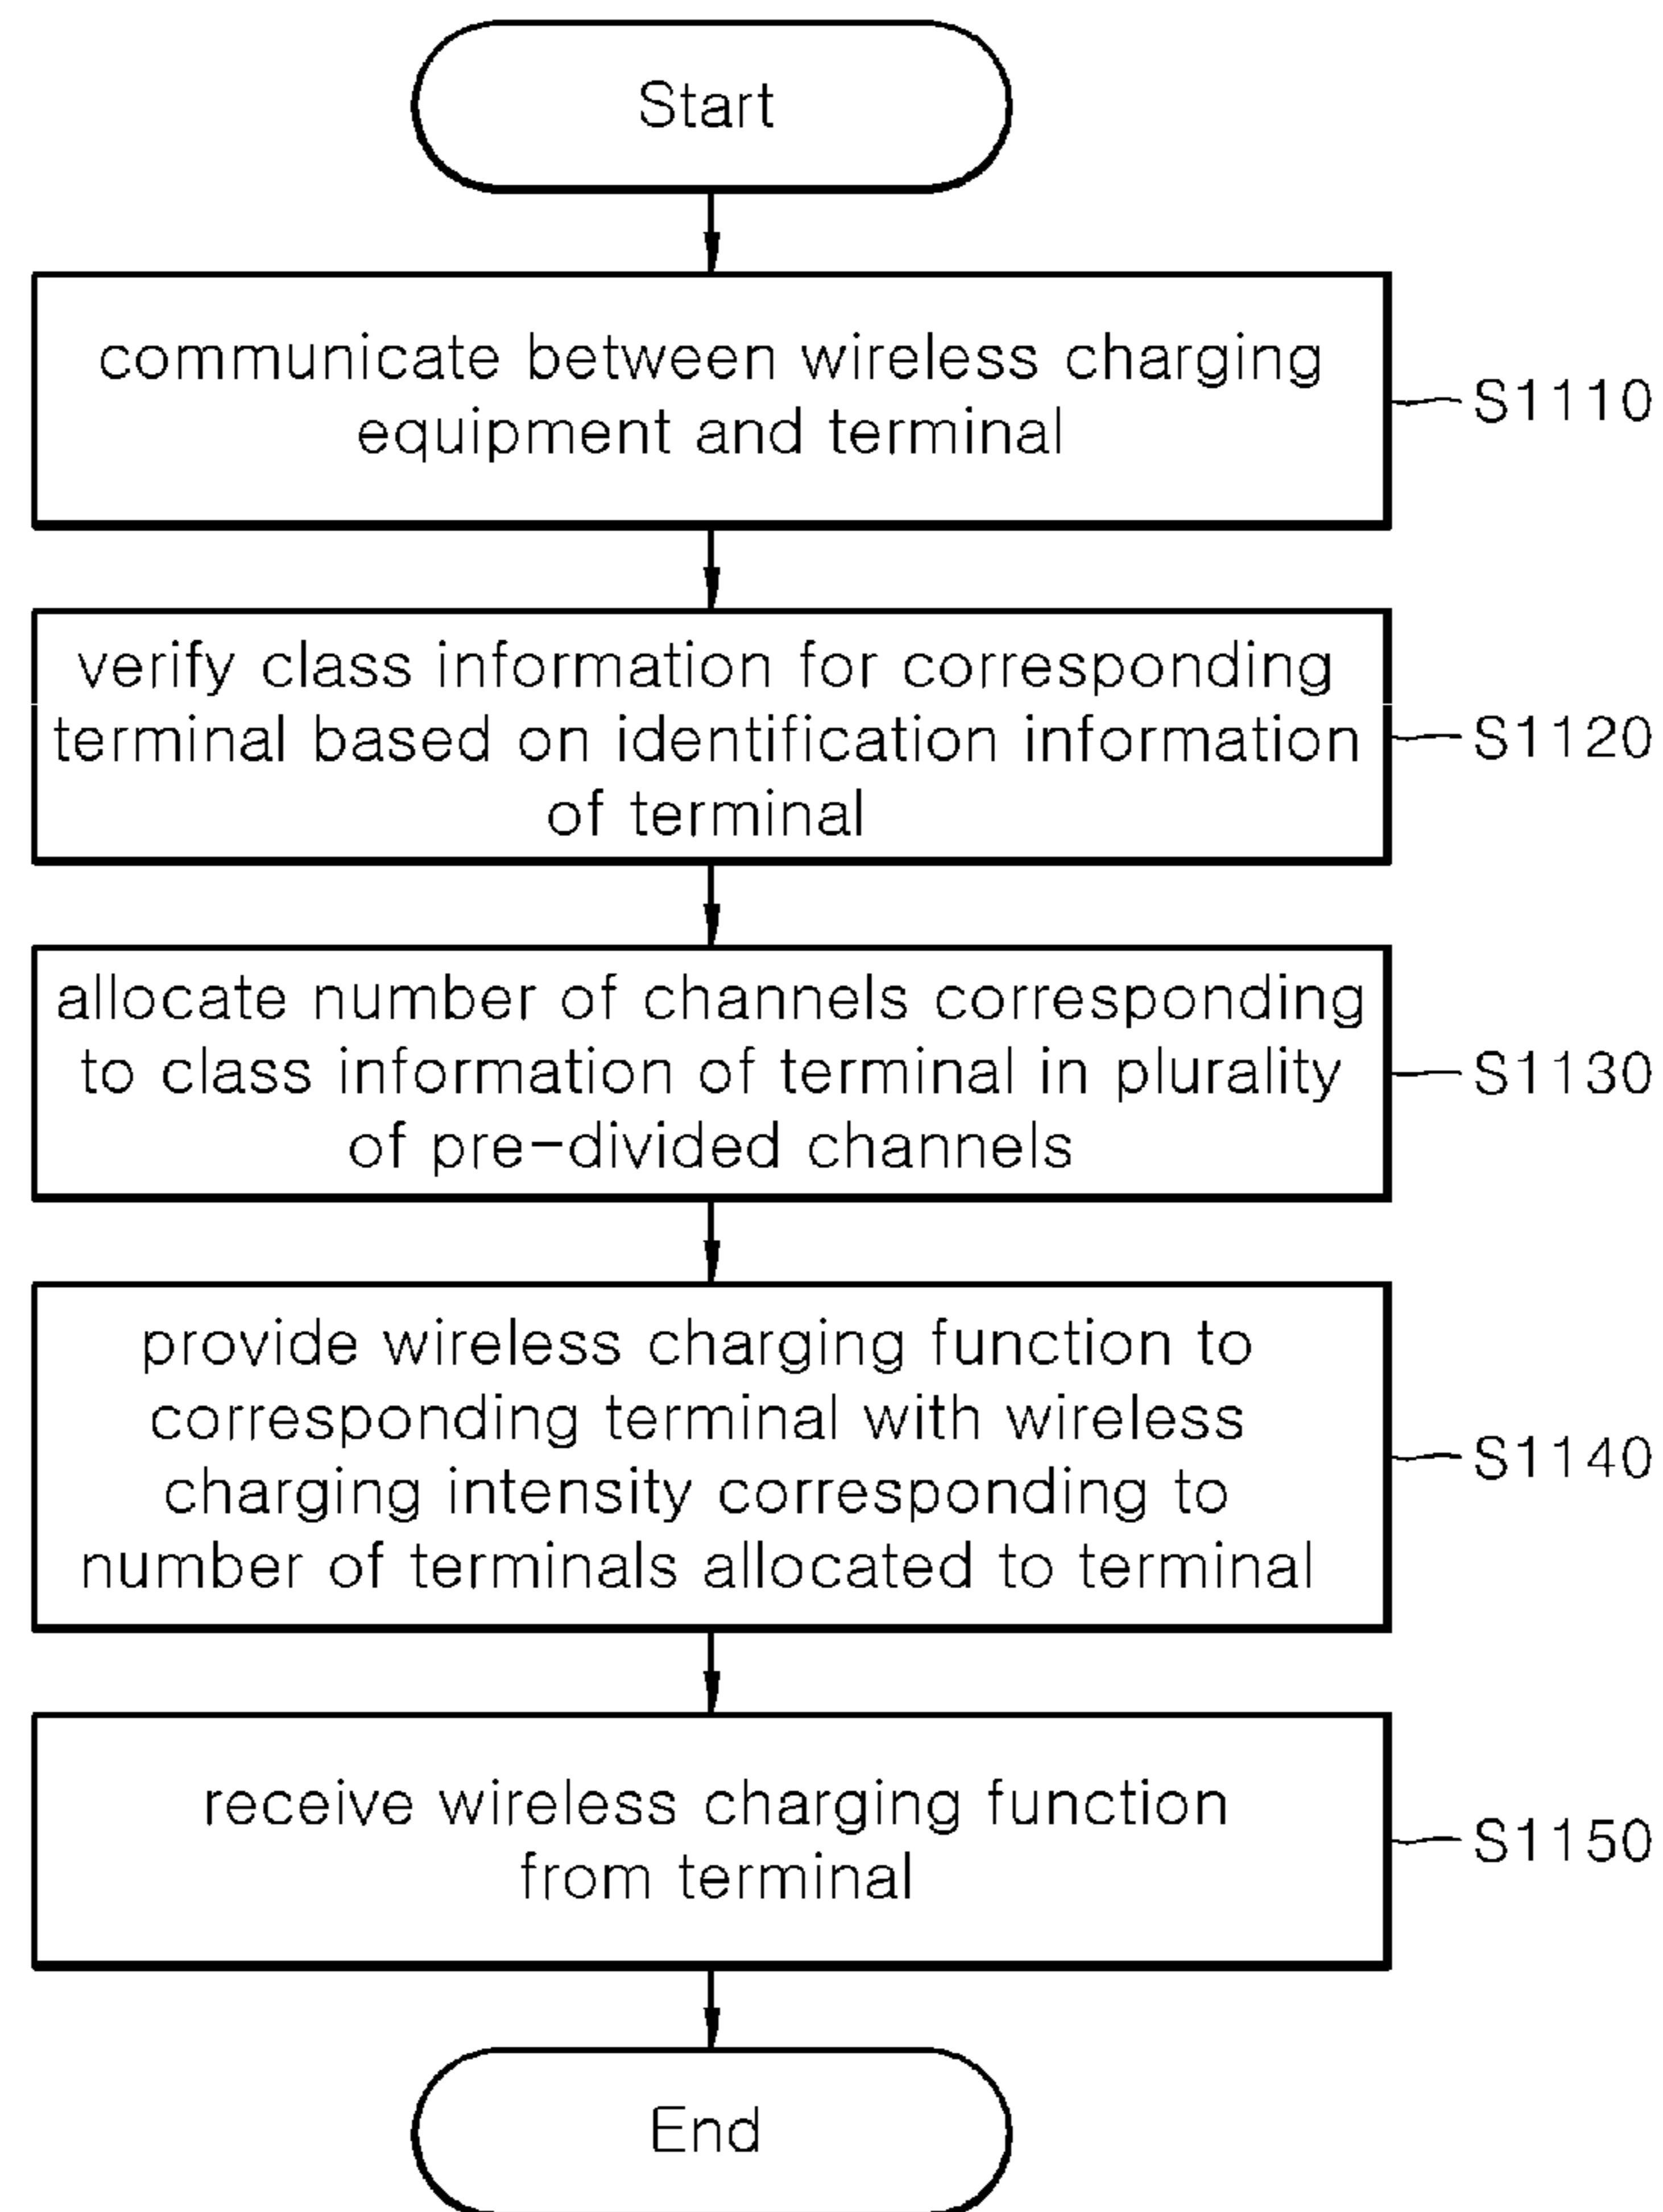 Start
communicate between wireless charging
equipment and terminal
S1110
verify class information for corresponding
terminal based on identification information
of terminal
S1120
allocate number of channels corresponding
to class information of terminal in plurality
of pre-divided channels
S1130
provide wireless charging function to
corresponding terminal with wireless
charging intensity corresponding to
number of terminals allocated to terminal
S1140
receive wireless charging function
from terminal
S1150
End